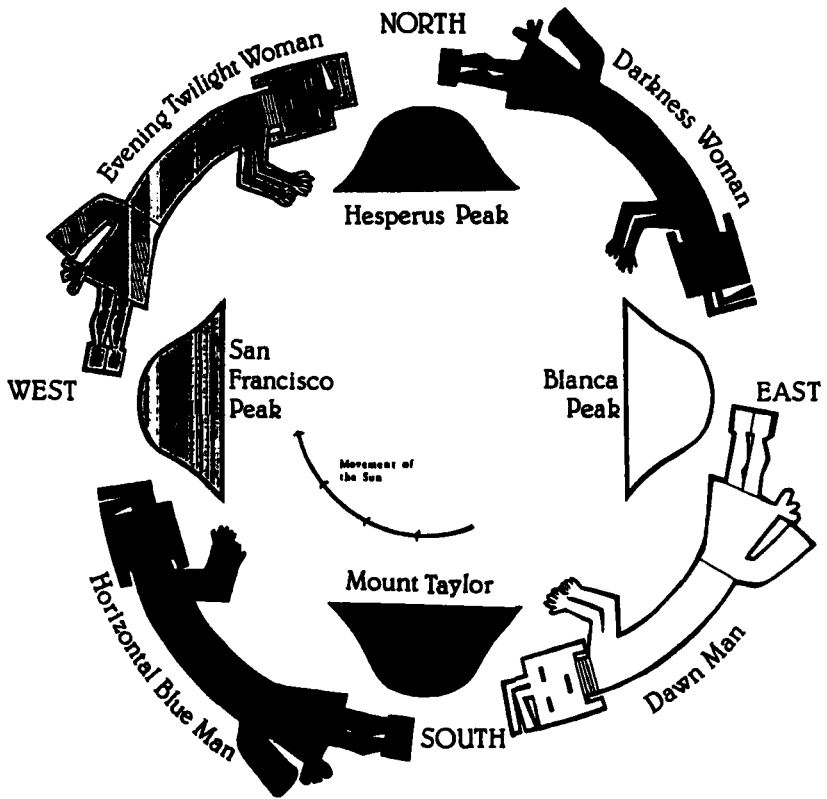 NORTH
Evening Twilight Woman
Darkness Woman
Hesperus Peak
San
Francisco
Peak
Blanca
Peak
WEST
EAST
Movement of
the Sun
Mount Taylor
Horizontal Blue Man
Dawn Man
SOUTH